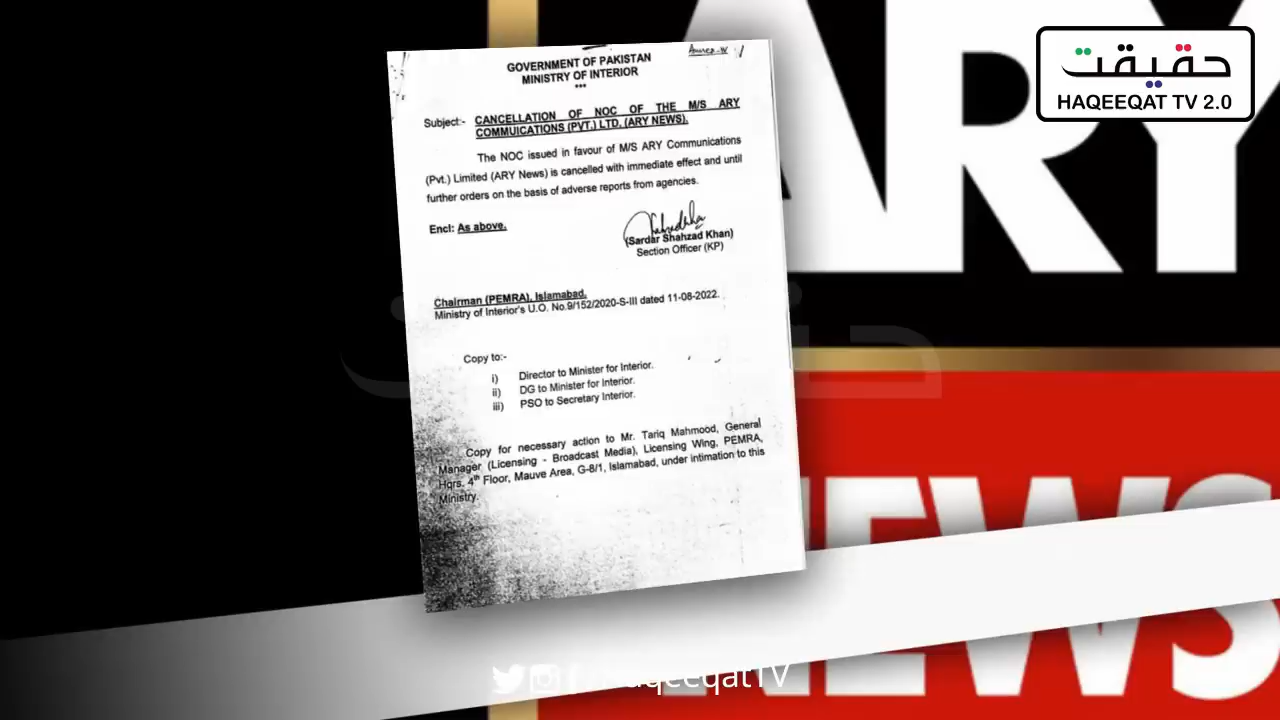 ARY
NEWS
حقيقت
HAQEEQAT TV 2.0
Annex-IV
GOVERNMENT OF PAKISTAN
MINISTRY OF INTERIOR
***
Subject:- CANCELLATION OF NOC OF THE M/S ARY
COMMUICATIONS (PVT.) LTD. (ARY NEWS).
The NOC issued in favour of M/S ARY Communications
(Pvt.) Limited (ARY News) is cancelled with immediate effect and until
further orders on the basis of adverse reports from agencies.
Encl: As above.
(Sardar Shahzad Khan)
Section Officer (KP)
Chairman (PEMRA), Islamabad.
Ministry of Interior's U.O. No.9/152/2020-S-III dated 11-08-2022.
Copy to:-
i) Director to Minister for Interior.
ii) DG to Minister for Interior.
iii) PSO to Secretary Interior.
Copy for necessary action to Mr. Tariq Mahmood, General
Manager (Licensing - Broadcast Media), Licensing Wing, PEMRA,
Hqrs. 4th Floor, Mauve Area, G-8/1, Islamabad, under intimation to this
Ministry.